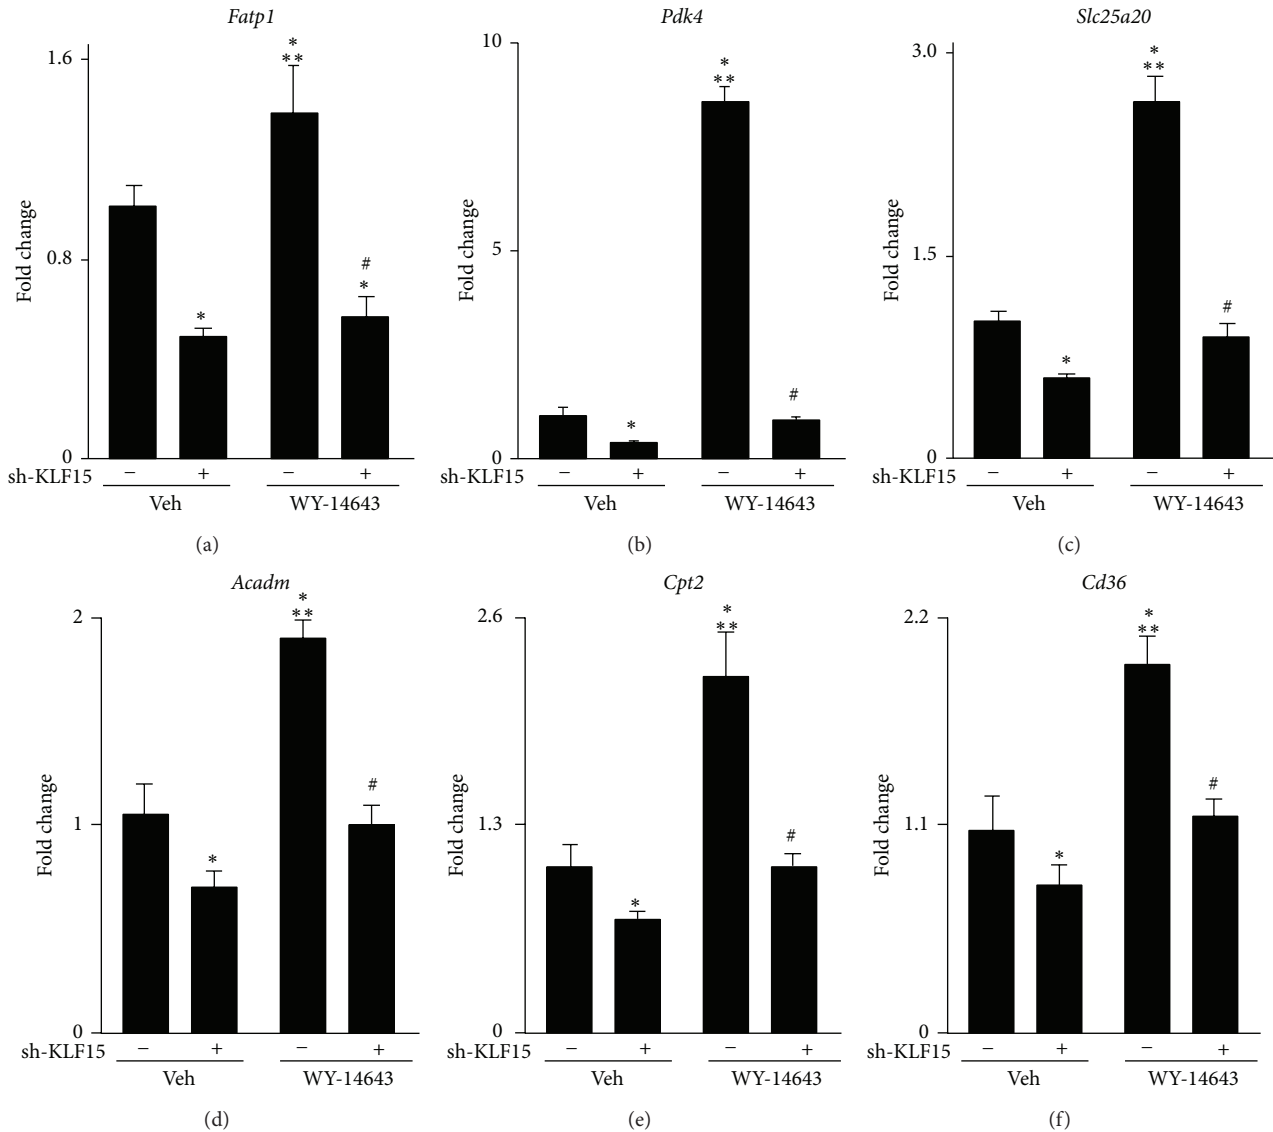 Fatp1
*
**
1.6
#
*
*
0.8
0
Fold change
sh-KLF15 − + − +
Veh WY-14643
(a)
Pdk4
10
*
**
5
#
*
0
Fold change
sh-KLF15 − + − +
Veh WY-14643
(b)
Slc25a20
*
**
3.0
1.5
#
*
0
Fold change
sh-KLF15 − + − +
Veh WY-14643
(c)
Acadm
*
**
2
#
1
*
0
Fold change
sh-KLF15 − + − +
Veh WY-14643
(d)
Cpt2
*
**
2.6
1.3
#
*
0
Fold change
sh-KLF15 − + − +
Veh WY-14643
(e)
Cd36
*
**
2.2
#
1.1
*
0
Fold change
sh-KLF15 − + − +
Veh WY-14643
(f)